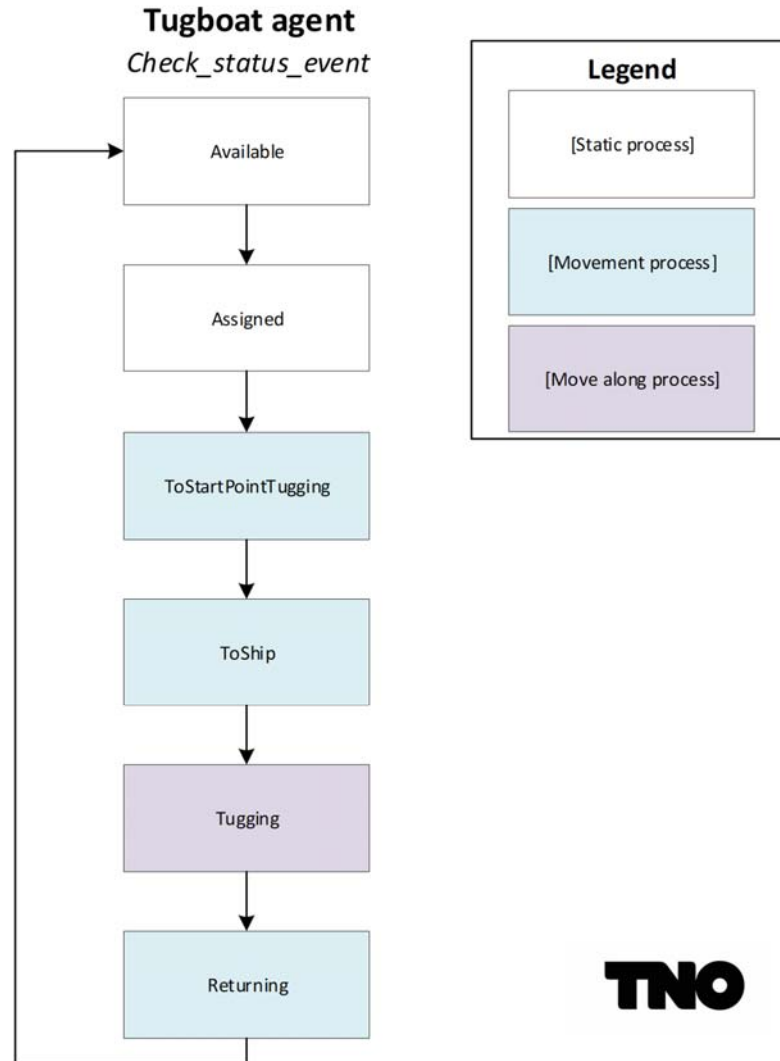 Tugboat agent
Check_status_event
Available
Assigned
ToStartPointTugging
ToShip
Tugging
Returning
Legend
[Static process]
[Movement process]
[Move along process]
TNO